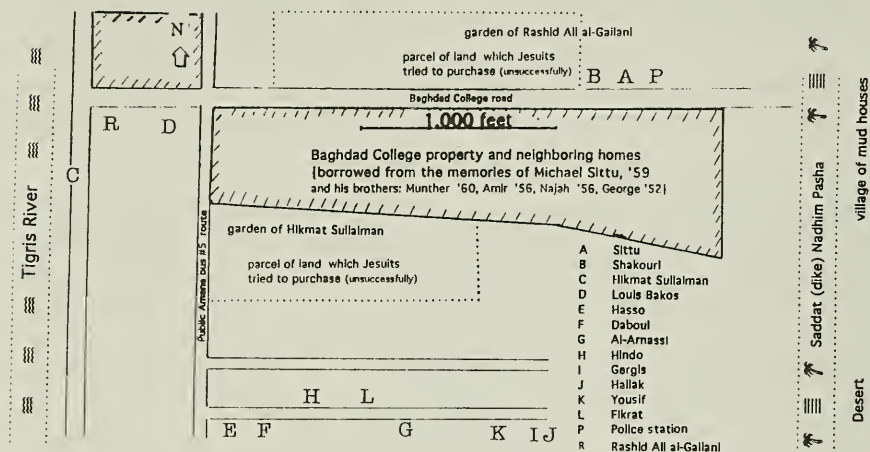 N
garden of Rashid Ali al-Gailani
parcel of land which Jesuits
tried to purchase (unsuccessfully)
B A P
Baghdad College road
R D
1,000 feet
Baghdad College property and neighboring homes
{borrowed from the memories of Michael Sittu, '59
and his brothers: Munther '60, Amir '56, Najah '56, George '52}
C
Tigris River
Public Amana bus #5 route
garden of Hikmat Suliaiman
parcel of land which Jesuits
tried to purchase (unsuccessfully)
A Sittu
B Shakouri
C Hikmat Sulaiman
D Louis Bakos
E Hasso
F Daboul
G Al-Arnassi
H Hindo
I Gergis
J Hallak
K Yousif
L Fikrat
P Police station
R Rashid Ali al-Gailani
H L
E F G K I J
Saddat (dike) Nadhim Pasha
village of mud houses
Desert